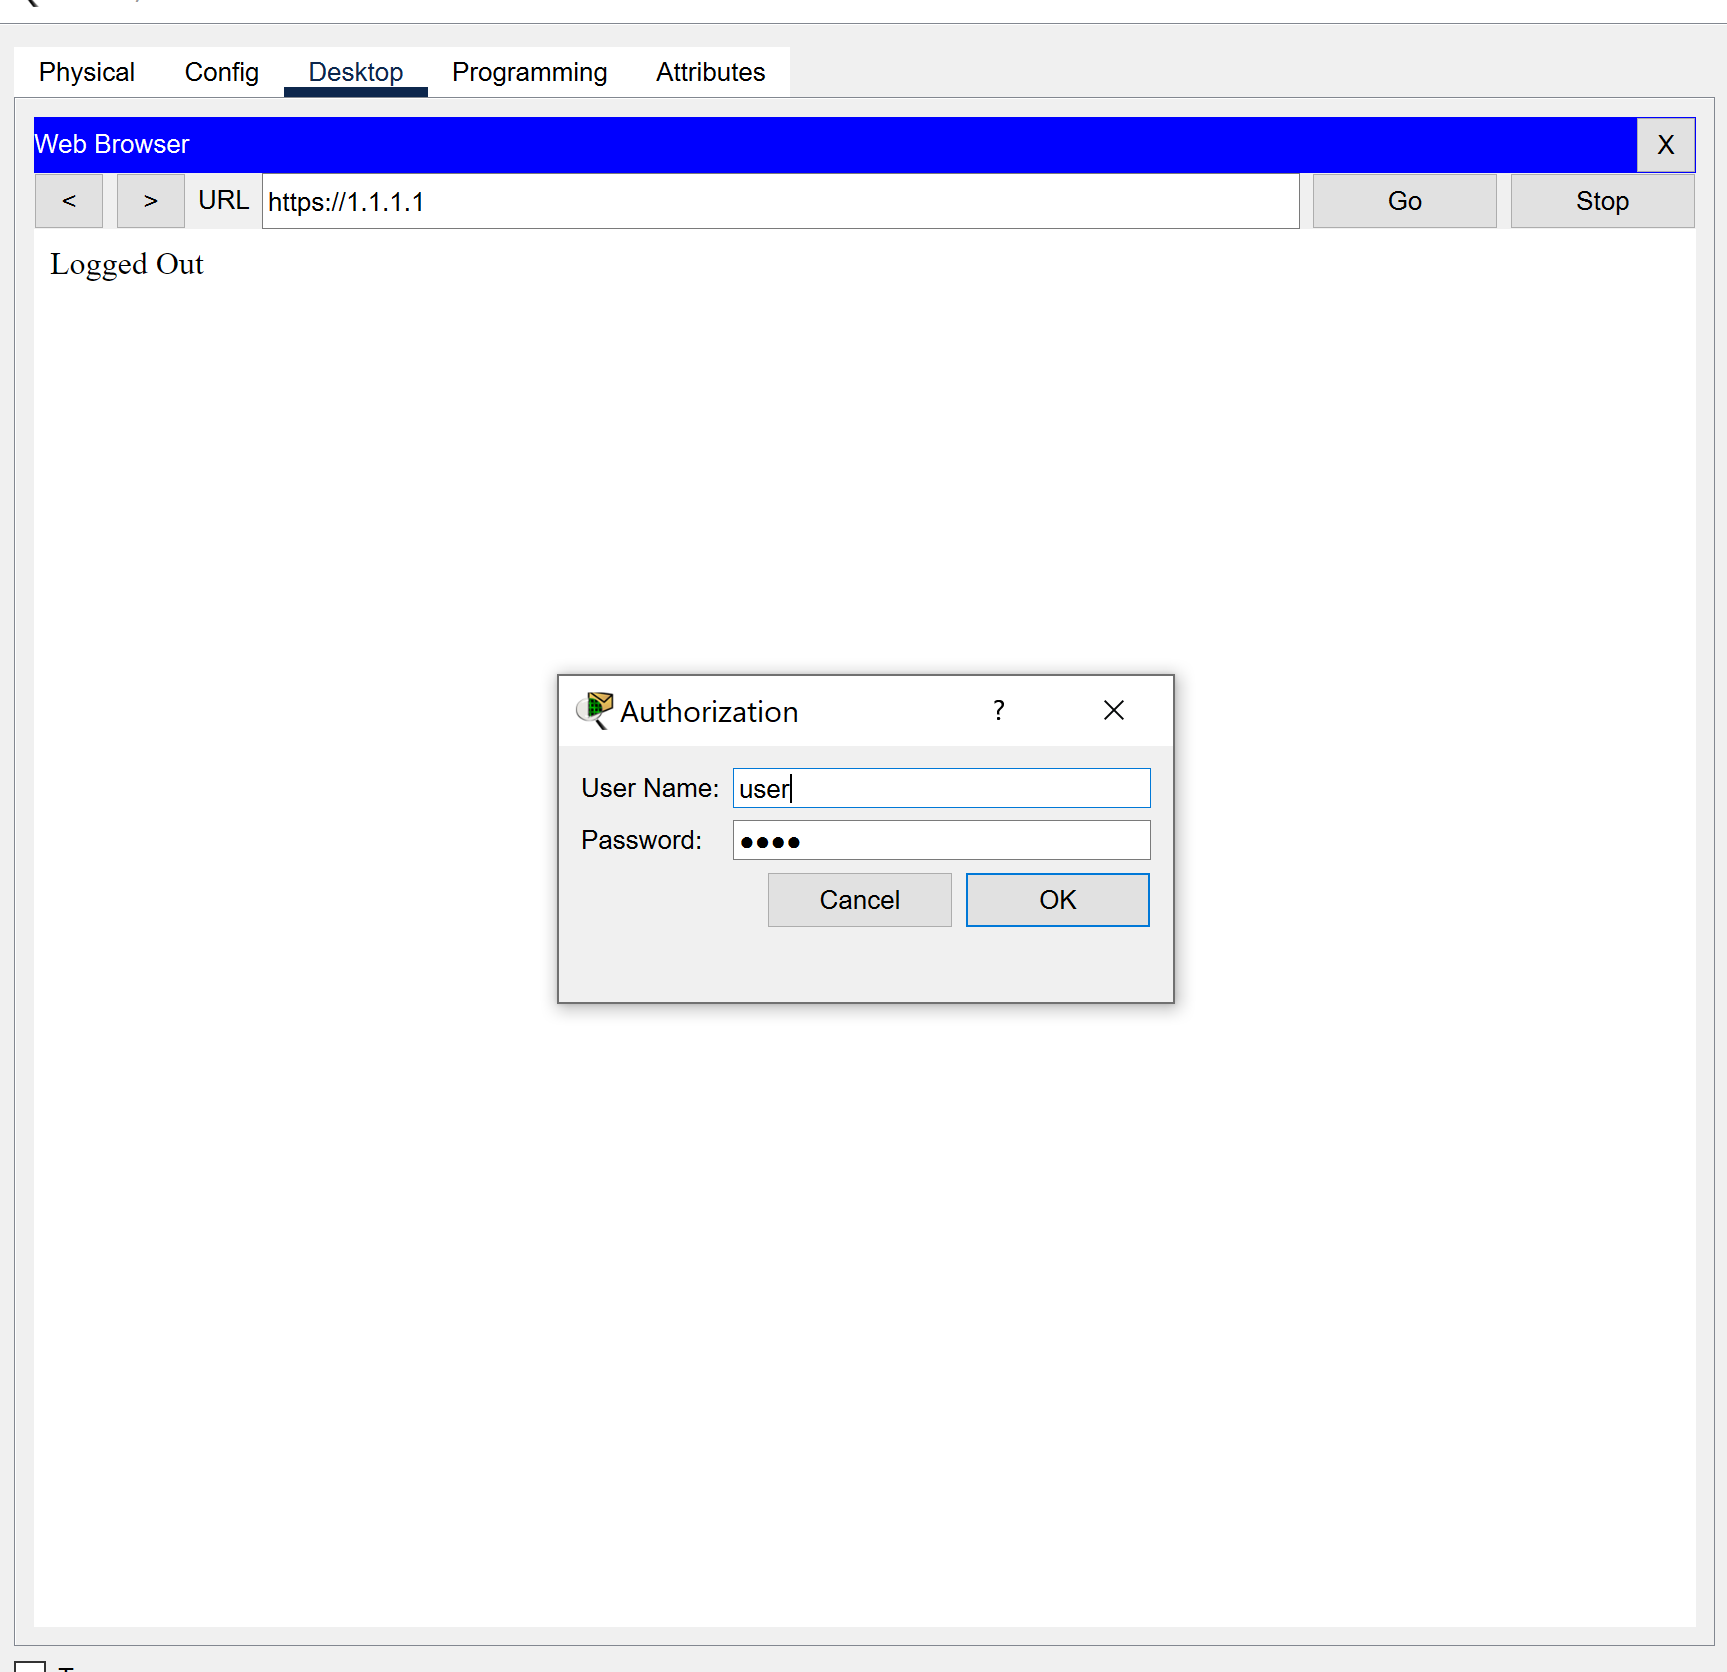 Physical Config Desktop Programming Attributes
Web Browser X
< > URL https://1.1.1.1 Go Stop
Logged Out
Authorization ?
User Name: user
Password: ●●●●
Cancel OK